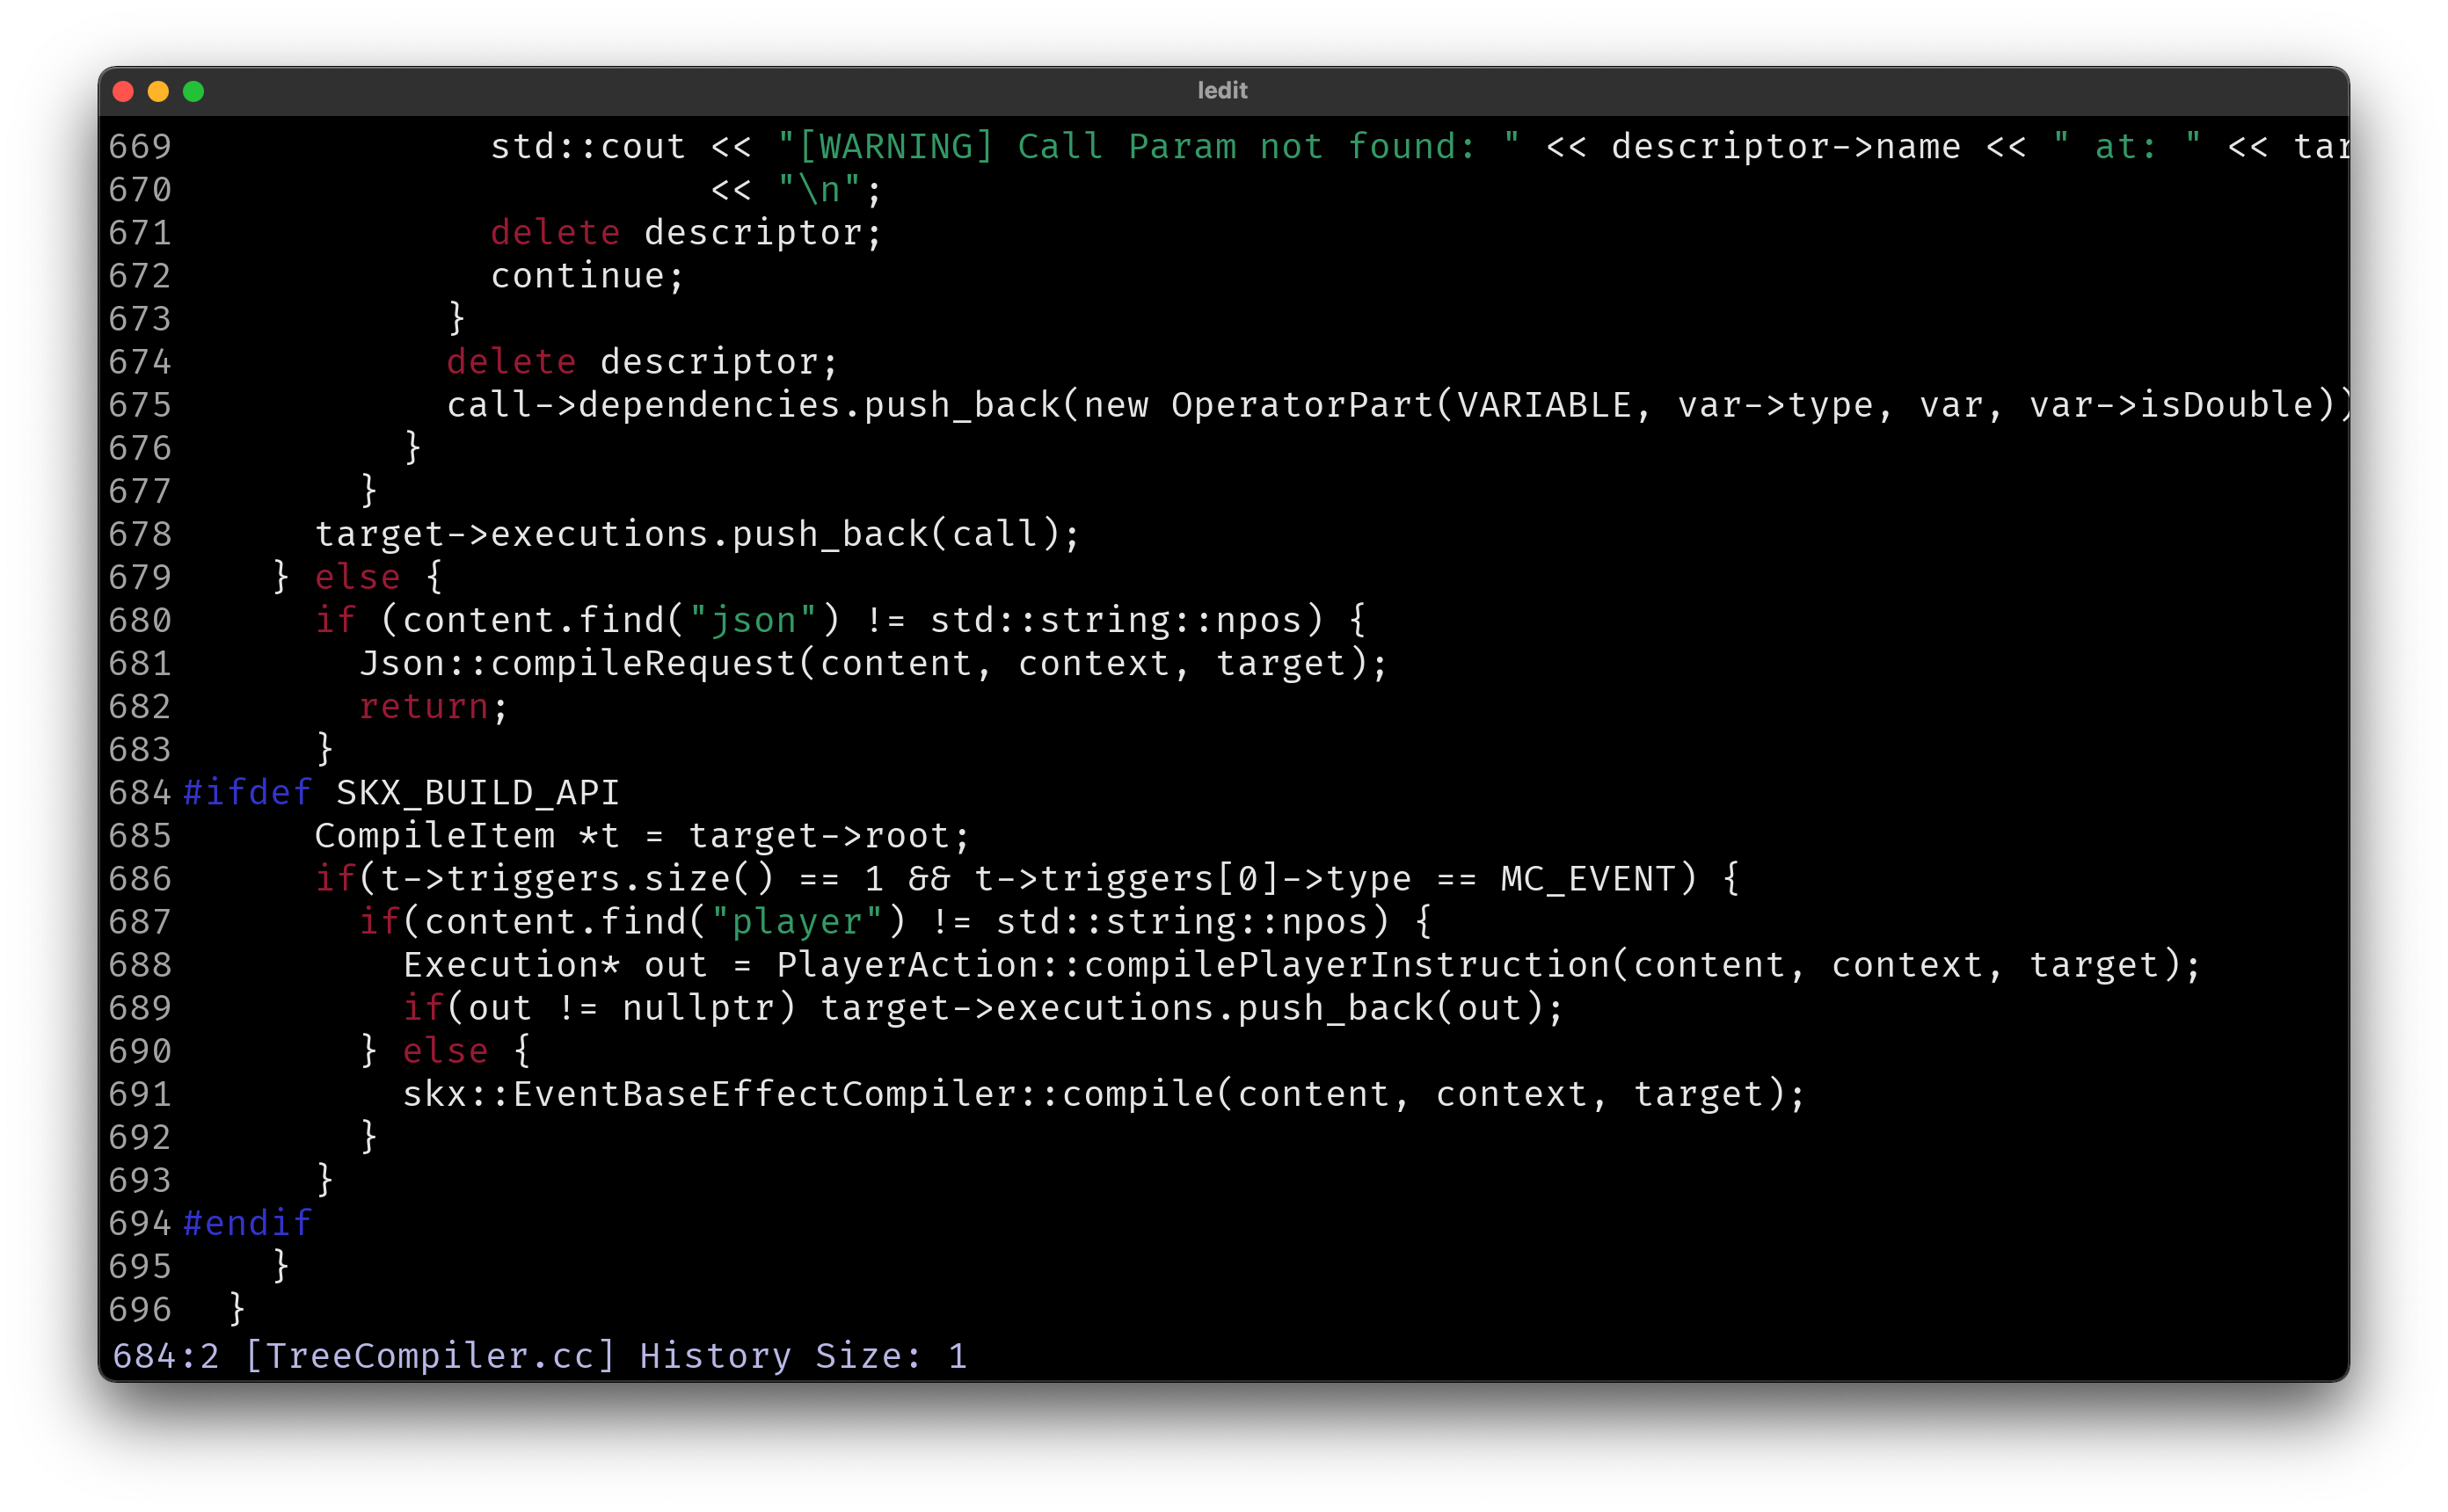 ledit
669 std::cout << "[WARNING] Call Param not found: " << descriptor->name << " at: " <<
670 << "\n";
671 delete descriptor;
672 continue;
673 }
674 delete descriptor;
675 call->dependencies.push_back(new OperatorPart(VARIABLE, var->type, var, var->isDouble))
676 }
677 }
678 target->executions.push_back(call);
679 } else {
680 if (content.find("json") != std::string::npos) {
681 Json::compileRequest(content, context, target);
682 return;
683 }
684 #ifdef SKX_BUILD_API
685 CompileItem *t = target->root;
686 if(t->triggers.size() == 1 && t->triggers[0]->type == MC_EVENT) {
687 if(content.find("player") != std::string::npos) {
688 Execution* out = PlayerAction::compilePlayerInstruction(content, context, target);
689 if(out != nullptr) target->executions.push_back(out);
690 } else {
691 skx::EventBaseEffectCompiler::compile(content, context, target);
692 }
693 }
694 #endif
695 }
696 }
684:2 [TreeCompiler.cc] History Size: 1